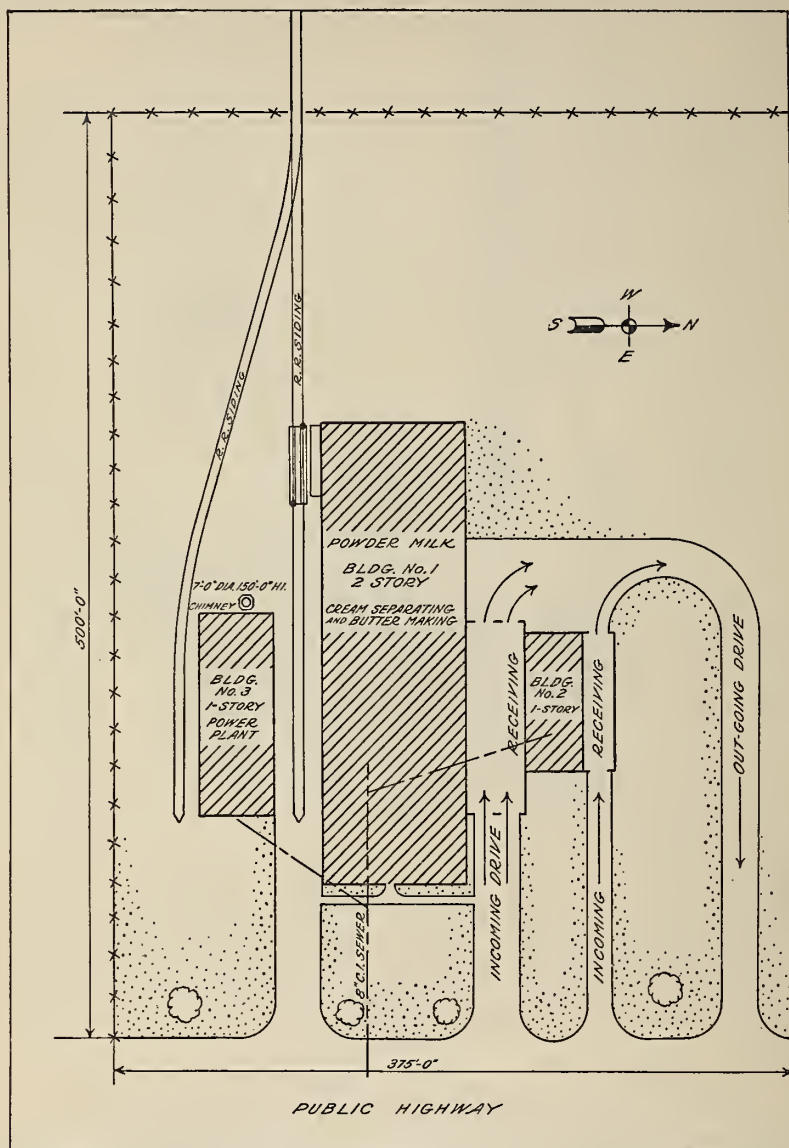 W
S N
E
R.R. SIDING
R.R. SIDING
500'-0"
POWDER MILK
BLDG. No. 1
2 STORY
CREAM SEPARATING
AND BUTTER MAKING
7'-0" DIA. 150'-0" HI.
CHIMNEY
BLDG.
No. 3
1-STORY
POWER
PLANT
RECEIVING
BLDG.
No. 2
1-STORY
RECEIVING
OUT-GOING DRIVE
INCOMING DRIVE
INCOMING
8" C.I. SEWER
375'-0"
PUBLIC HIGHWAY